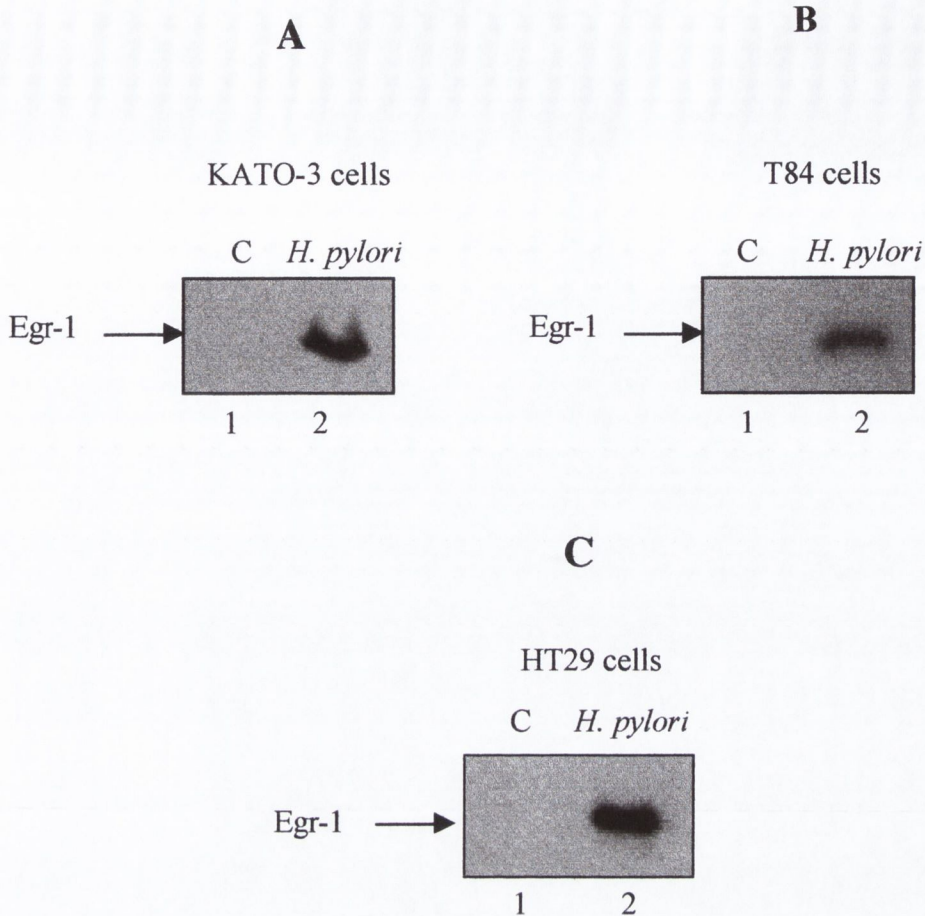 A
KATO-3 cells
C H. pylori
Egr-1
1 2
B
T84 cells
C H. pylori
Egr-1
1 2
C
HT29 cells
C H. pylori
Egr-1
1 2